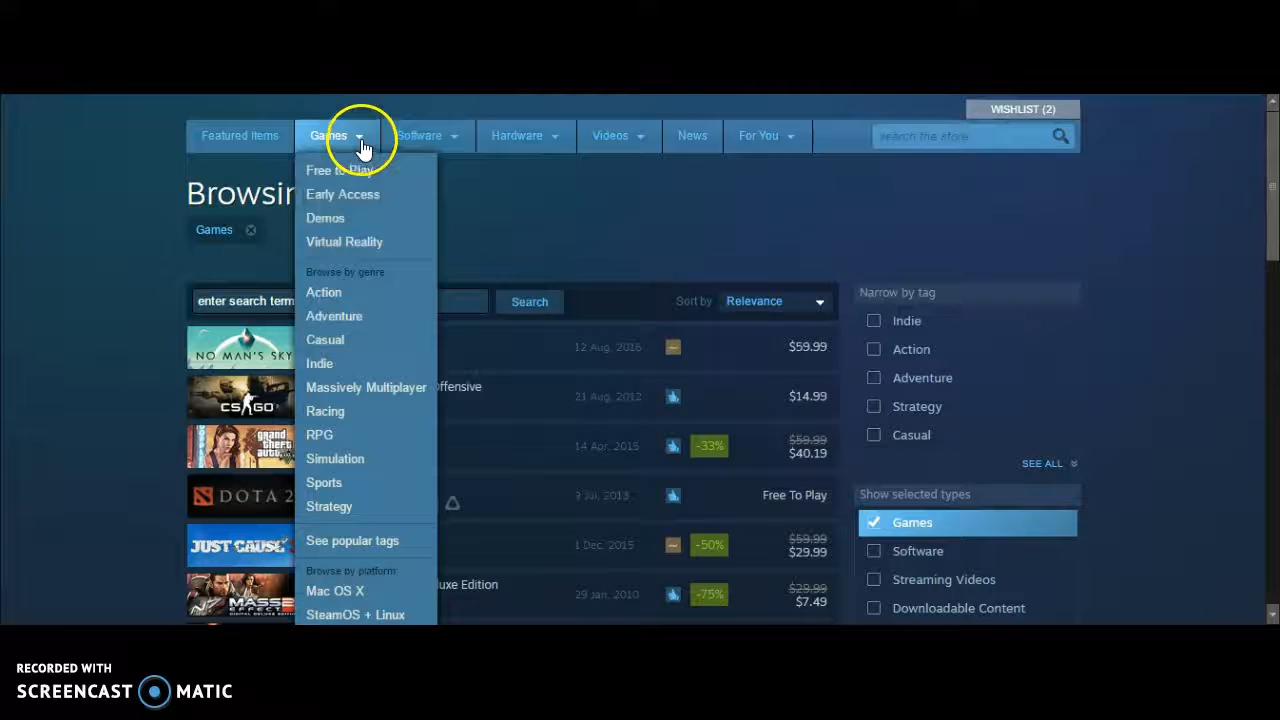 WISHLIST (2)
Featured Items Games Software Hardware Videos News For You search the store
Free to Play
Early Access
Demos
Virtual Reality
Browse by genre
Action
Adventure
Casual
Indie
Massively Multiplayer
Racing
RPG
Simulation
Sports
Strategy
See popular tags
Browse by platform
Mac OS X
SteamOS + Linux
Games
enter search term Search Sort by Relevance
NO MAN'S SKY 12 Aug, 2016 $59.99
CS GO 21 Aug, 2012 $14.99
GRAND 14 Apr, 2015 -33% $59.99
$40.19
DOTA 2 9 Jul, 2013 Free To Play
JUST CAUSE 1 Dec, 2015 -50% $59.99
$29.99
MASS Edition 29 Jan, 2010 -75% $29.99
$7.49
Narrow by tag
Indie
Action
Adventure
Strategy
Casual
SEE ALL
Show selected types
Games
Software
Streaming Videos
Downloadable Content
RECORDED WITH
SCREENCAST MATIC